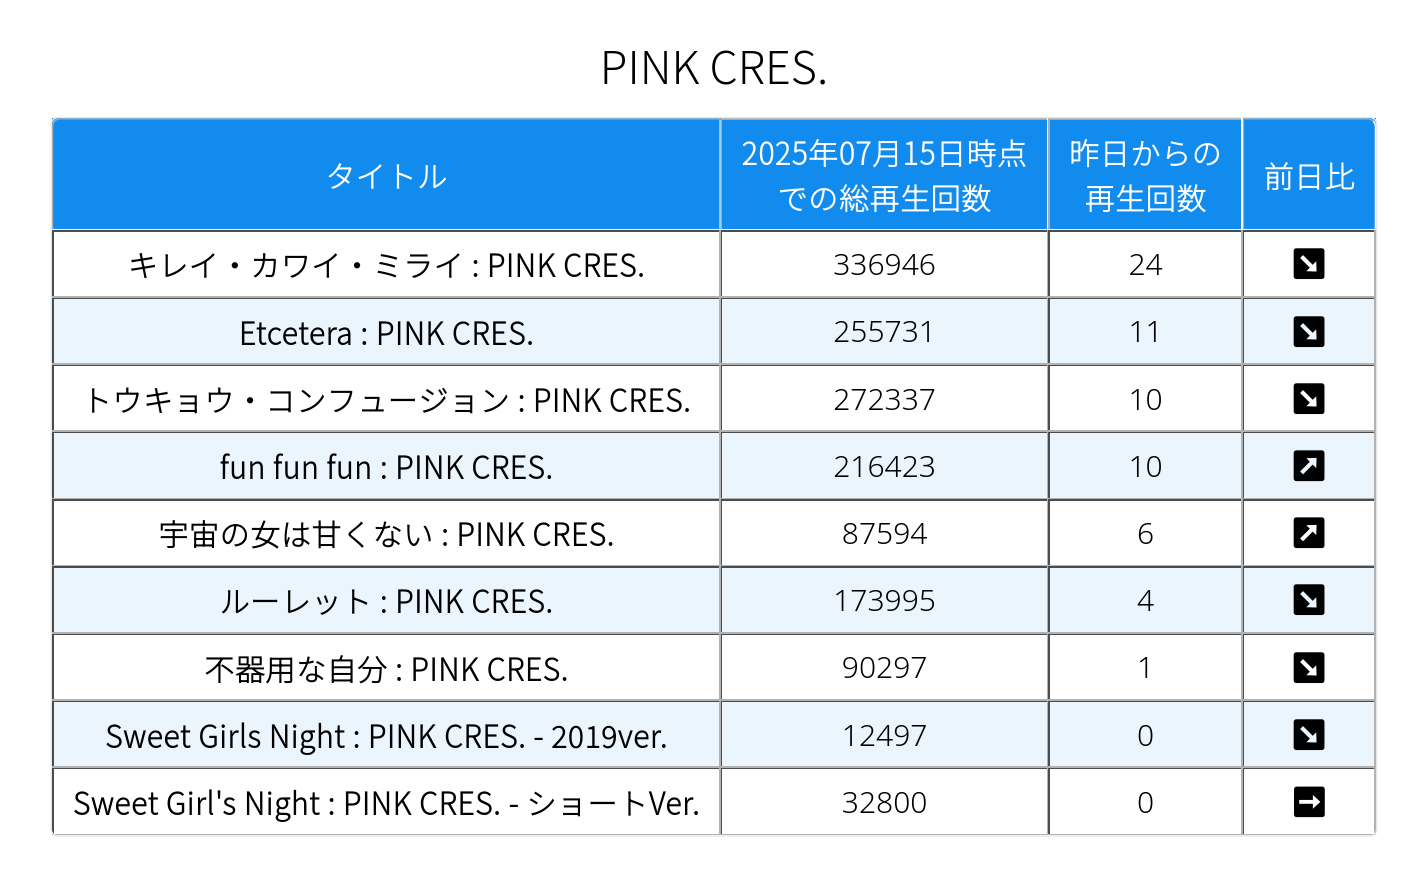 PINK CRES.
タイトル 2025年07月15日時点での総再生回数 昨日からの再生回数 前日比
キレイ・カワイ・ミライ : PINK CRES. 336946 24 ↘
Etcetera : PINK CRES. 255731 11 ↘
トウキョウ・コンフュージョン : PINK CRES. 272337 10 ↘
fun fun fun : PINK CRES. 216423 10 ↗
宇宙の女は甘くない : PINK CRES. 87594 6 ↗
ルーレット : PINK CRES. 173995 4 ↘
不器用な自分 : PINK CRES. 90297 1 ↘
Sweet Girls Night : PINK CRES. - 2019ver. 12497 0 ↘
Sweet Girl's Night : PINK CRES. - ショートVer. 32800 0 →